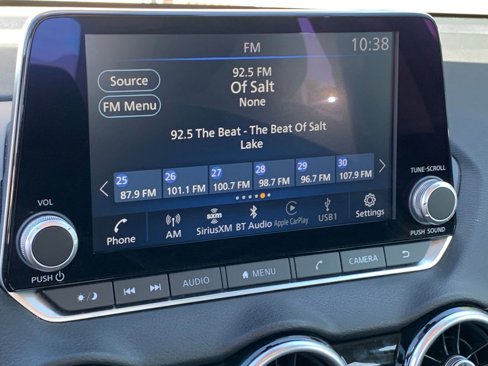 FM
10:38
Source
FM Menu
92.5 FM
Of Salt
None
92.5 The Beat - The Beat Of Salt
Lake
25 26 27 28 29 30
87.9 FM 101.1 FM 100.7 FM 98.7 FM 96.7 FM 107.9 FM
Phone AM SiriusXM BT Audio Apple CarPlay USB1 Settings
sxm
VOL
PUSH
TUNE·SCROLL
PUSH SOUND
AUDIO MENU CAMERA